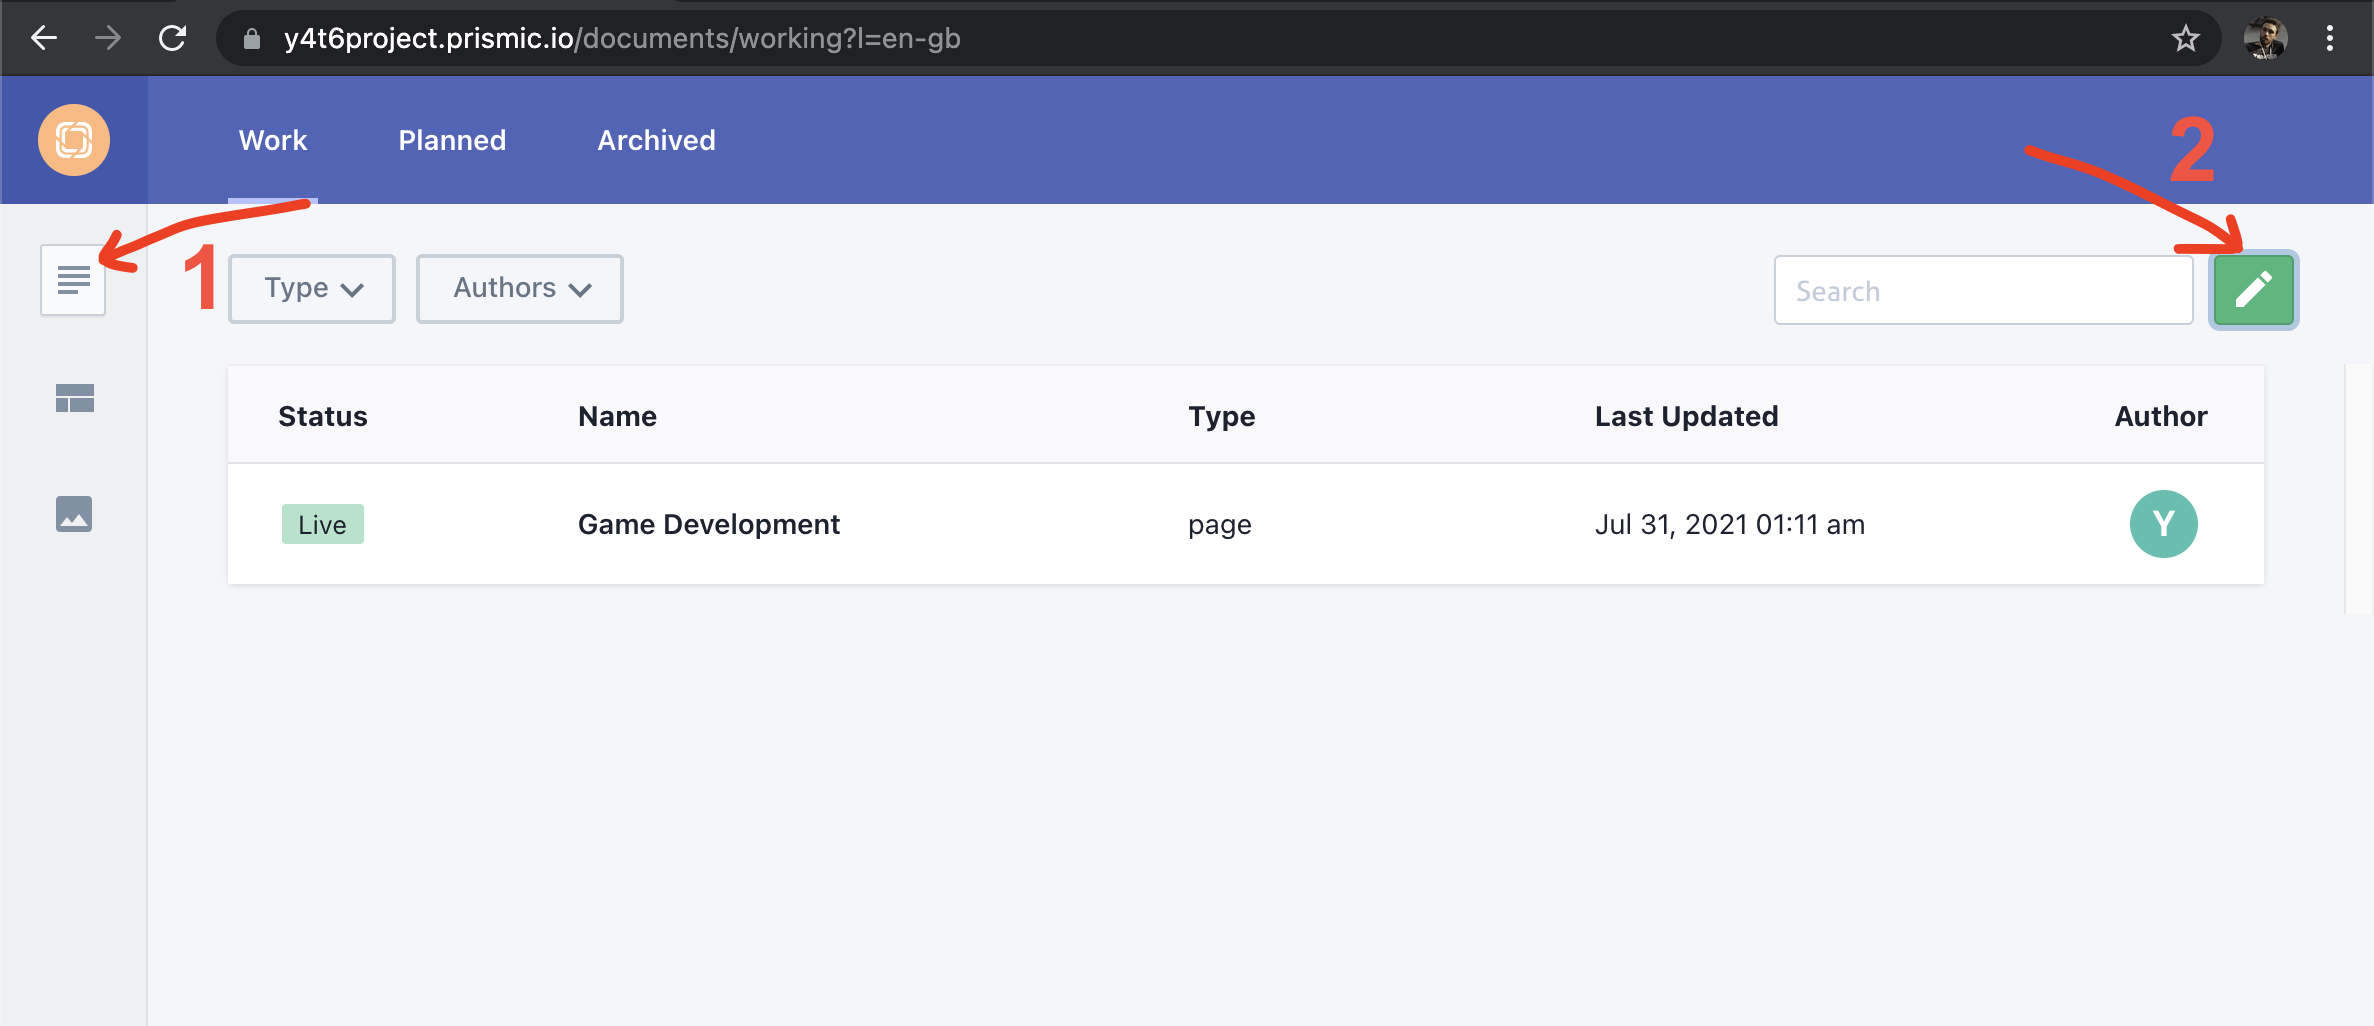 y4t6project.prismic.io/documents/working?l=en-gb
Work Planned Archived
2
1
Type Authors Search
Status Name Type Last Updated Author
Live Game Development page Jul 31, 2021 01:11 am Y